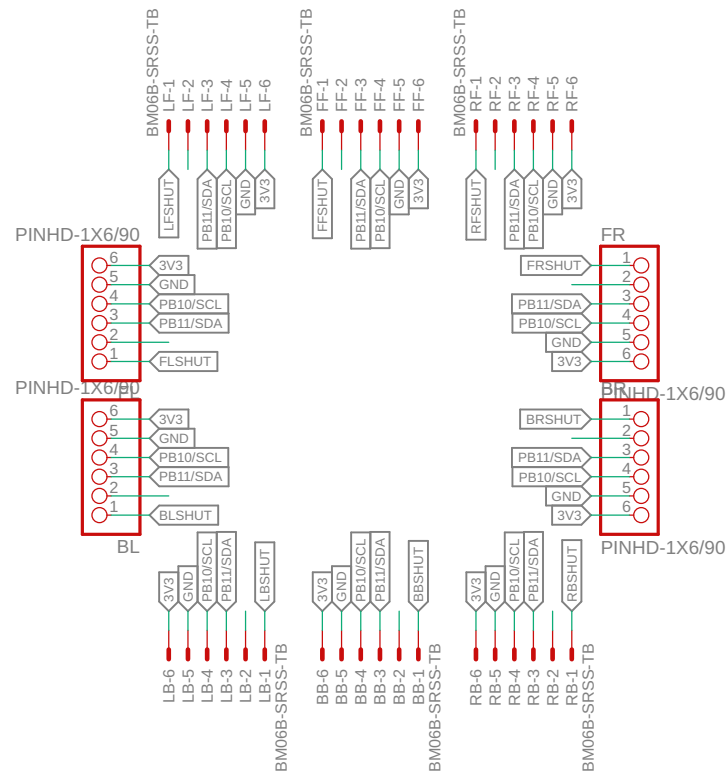 BM06B-SRSS-TB
LF-1
LF-2
LF-3
LF-4
LF-5
LF-6
LFSHUT
PB11/SDA
PB10/SCL
GND
3V3
BM06B-SRSS-TB
FF-1
FF-2
FF-3
FF-4
FF-5
FF-6
FFSHUT
PB11/SDA
PB10/SCL
GND
3V3
BM06B-SRSS-TB
RF-1
RF-2
RF-3
RF-4
RF-5
RF-6
RFSHUT
PB11/SDA
PB10/SCL
GND
3V3
PINHD-1X6/90
6 3V3
5 GND
4 PB10/SCL
3 PB11/SDA
2
1 FLSHUT
FL
FR
FRSHUT 1
2
PB11/SDA 3
PB10/SCL 4
GND 5
3V3 6
PINHD-1X6/90
PINHD-1X6/90
6 3V3
5 GND
4 PB10/SCL
3 PB11/SDA
2
1 BLSHUT
BL
BR
BRSHUT 1
2
PB11/SDA 3
PB10/SCL 4
GND 5
3V3 6
PINHD-1X6/90
3V3
GND
PB10/SCL
PB11/SDA
LBSHUT
LB-6
LB-5
LB-4
LB-3
LB-2
LB-1
BM06B-SRSS-TB
3V3
GND
PB10/SCL
PB11/SDA
BBSHUT
BB-6
BB-5
BB-4
BB-3
BB-2
BB-1
BM06B-SRSS-TB
3V3
GND
PB10/SCL
PB11/SDA
RBSHUT
RB-6
RB-5
RB-4
RB-3
RB-2
RB-1
BM06B-SRSS-TB